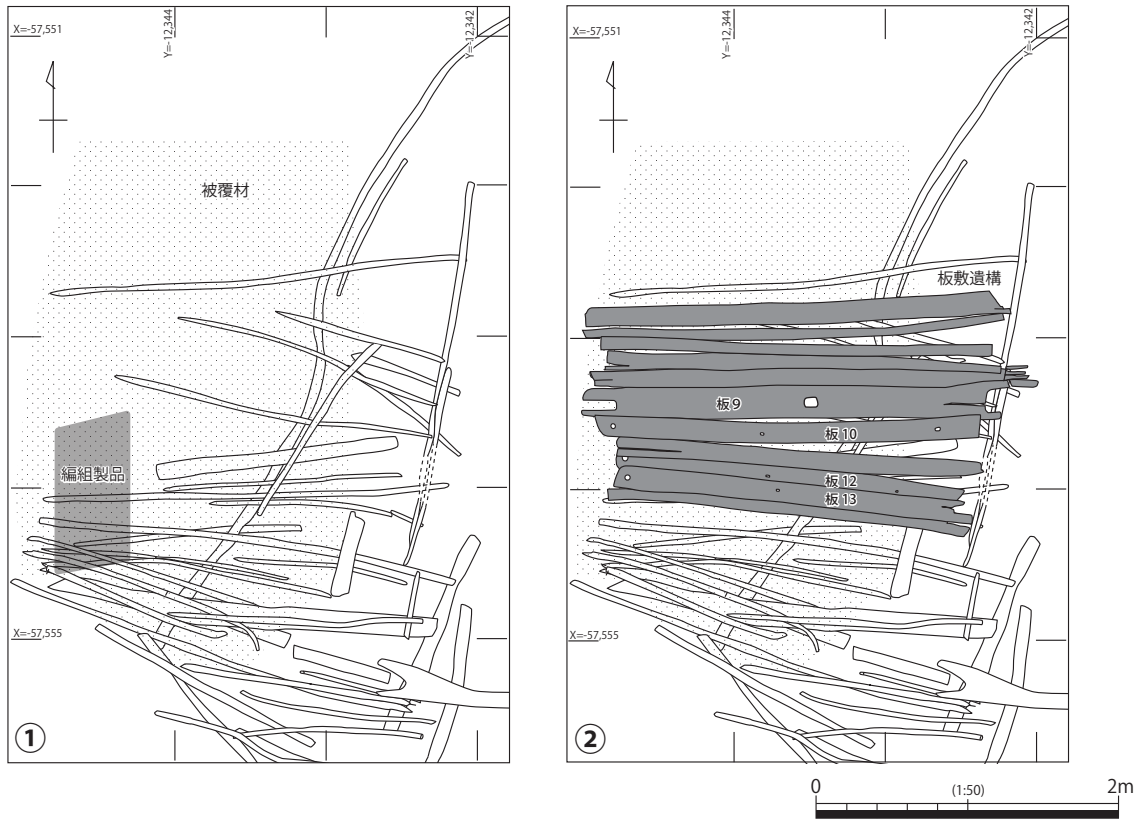 X=-57,551
Y=-12,344
Y=-12,342
被覆材
編組製品
X=-57,555
①
X=-57,551
Y=-12,344
Y=-12,342
板敷遺構
板9
板10
板12
板13
X=-57,555
②
0 (1:50) 2m